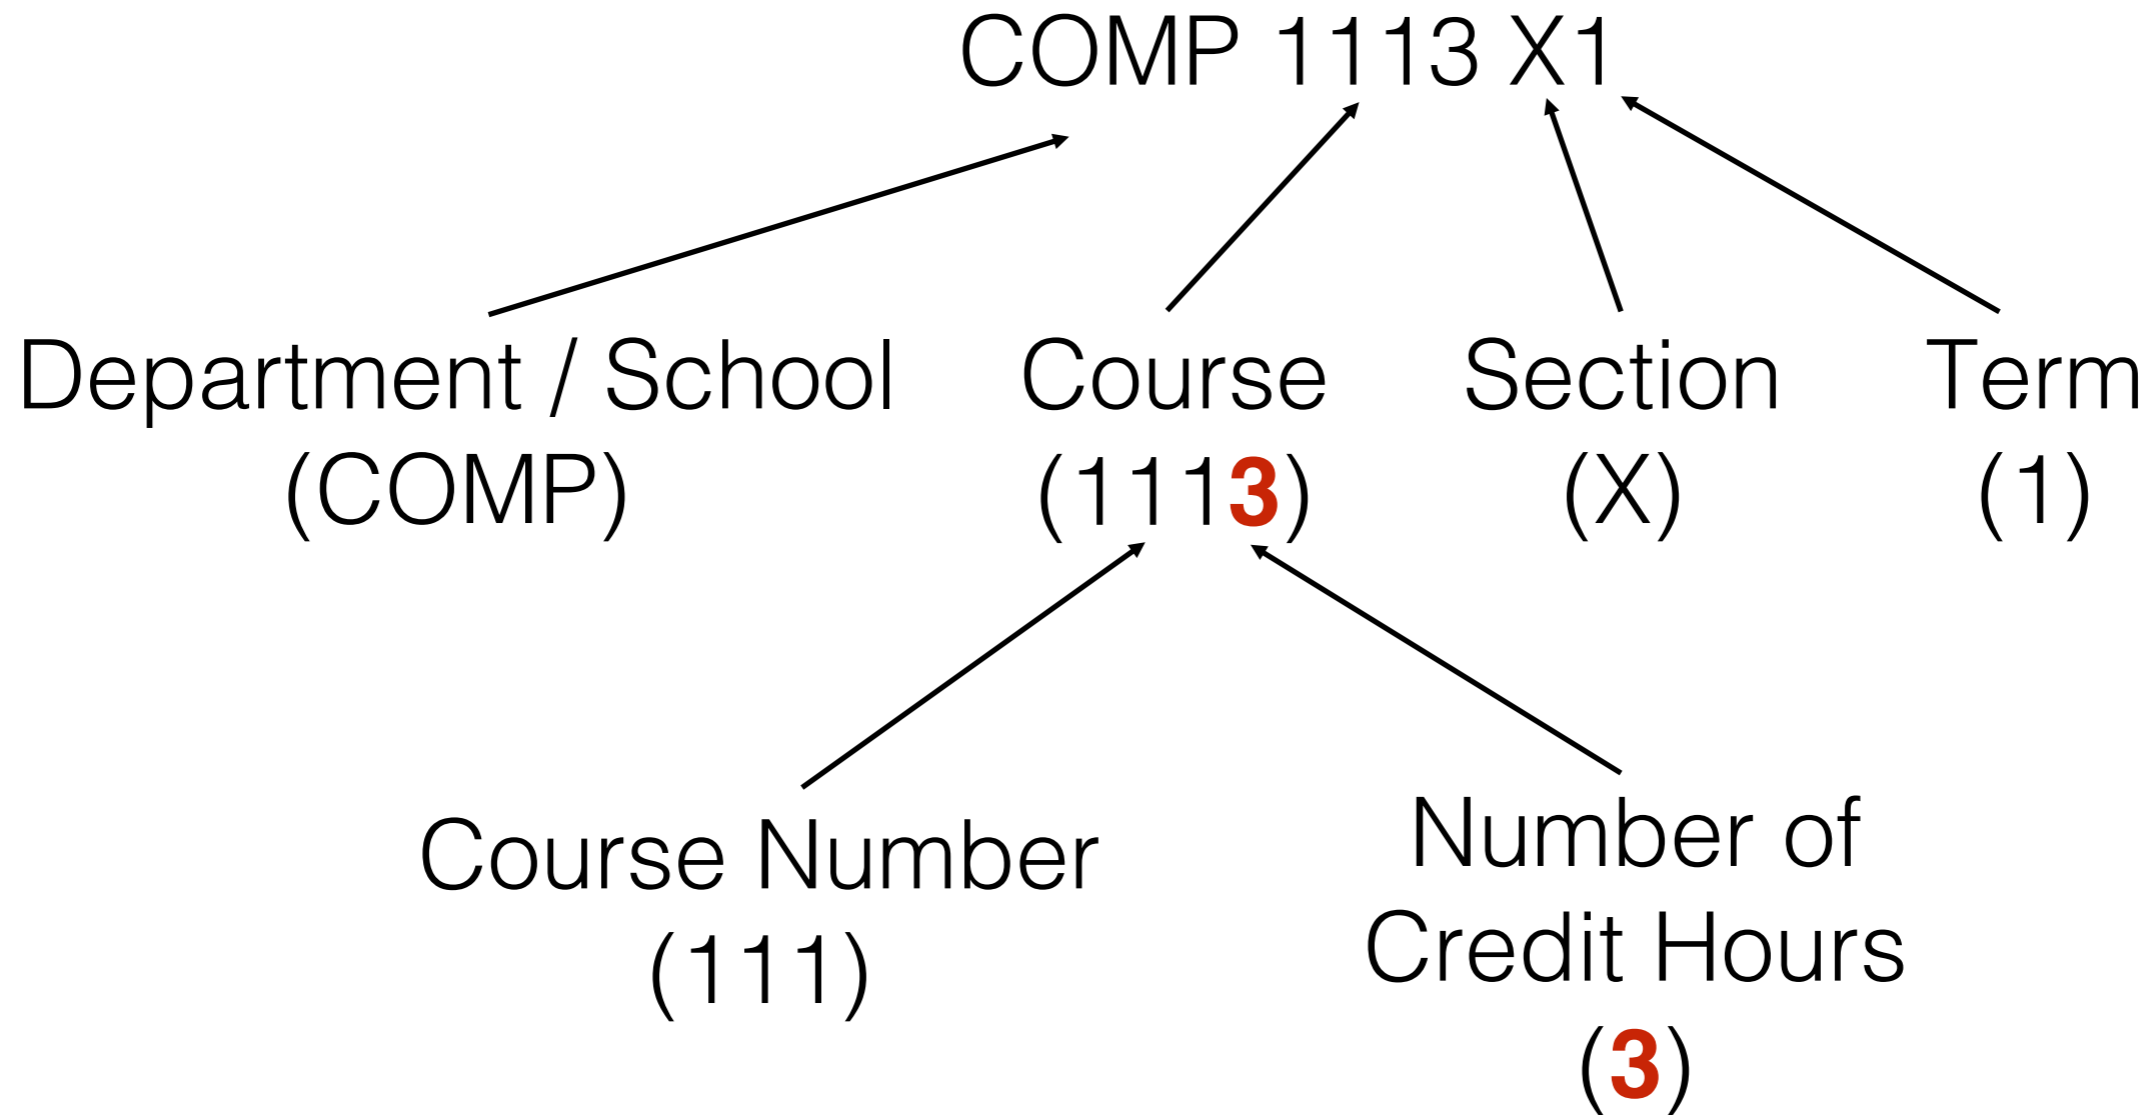 COMP 1113 X1
Department / School
(COMP)
Course
(1113)
Section
(X)
Term
(1)
Course Number
(111)
Number of
Credit Hours
(3)